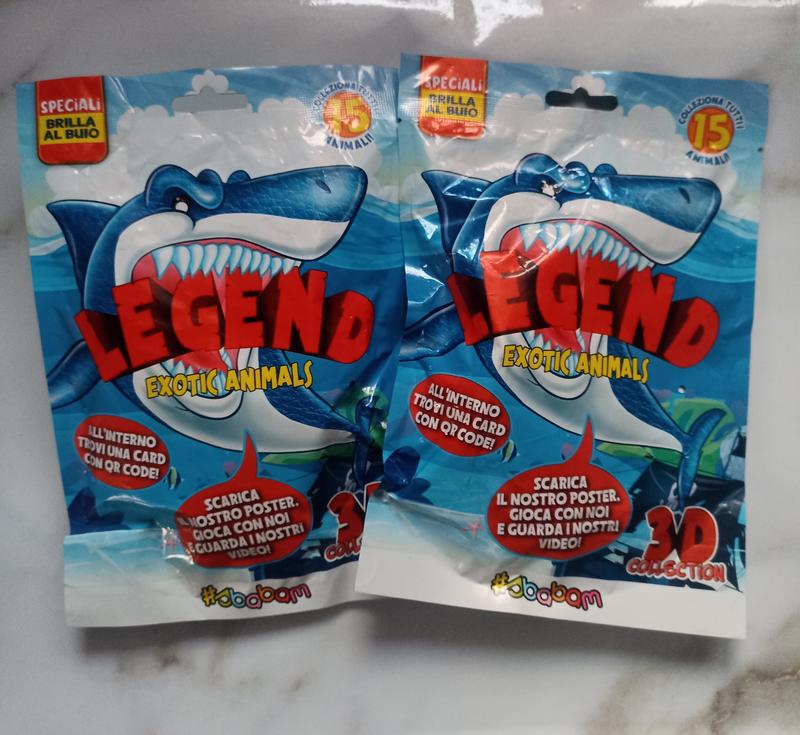 SPECIALI
BRILLA
AL BUIO
COLLEZIONA TUTTI
15
ANIMALI!
LEGEND
EXOTIC ANIMALS
ALL'INTERNO
TROVI UNA CARD
CON QR CODE!
SCARICA
IL NOSTRO POSTER.
GIOCA CON NOI
E GUARDA I NOSTRI
VIDEO!
3D
#sbabam
SPECIALI
BRILLA
AL BUIO
COLLEZIONA TUTTI
15
ANIMALI!
LEGEND
EXOTIC ANIMALS
ALL'INTERNO
TROVI UNA CARD
CON QR CODE!
SCARICA
IL NOSTRO POSTER.
GIOCA CON NOI
E GUARDA I NOSTRI
VIDEO!
3D
COLLECTION
#sbabam